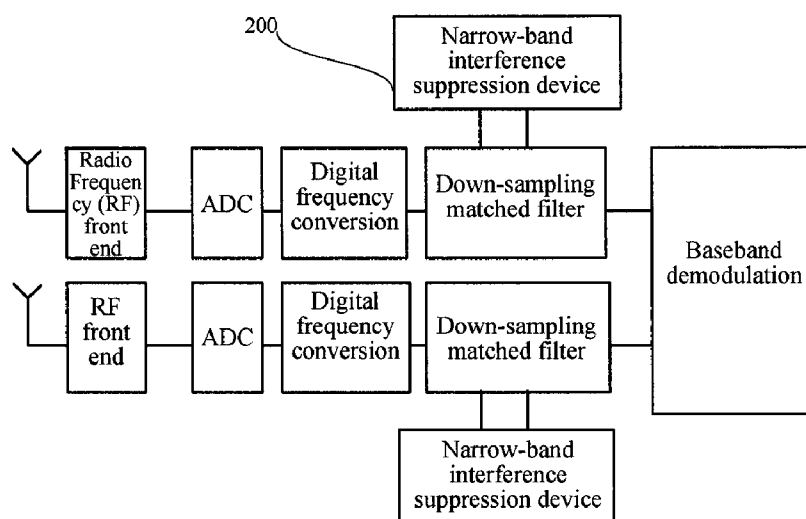 200
Narrow-band
interference
suppression device
Radio
Frequen
cy (RF)
front
end
ADC
Digital
frequency
conversion
Down-sampling
matched filter
Baseband
demodulation
RF
front
end
ADC
Digital
frequency
conversion
Down-sampling
matched filter
Narrow-band
interference
suppression device